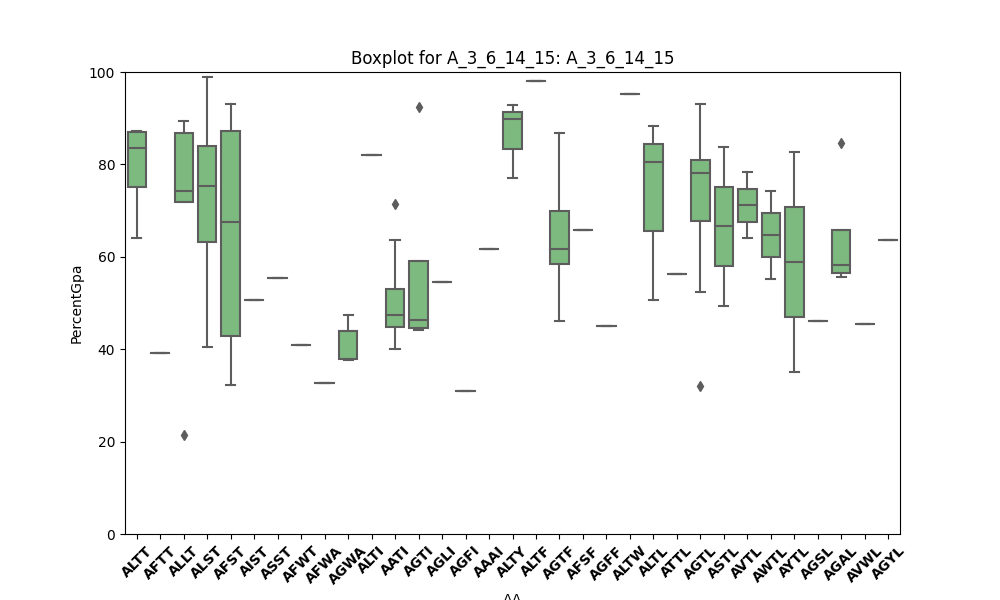 Boxplot for A_3_6_14_15: A_3_6_14_15
PercentGpa
100
80
60
40
20
0
ALTT AFTT ALLT ALST AFST AIST ASST AFWT AFWA AGWA ALTI AATI AGTI AGLI AGFI AAAI ALTY ALTF AGTF AFSF AGFF ALTW ALTL ATTL AGTL ASTL AVTL AWTL AYTL AGSL AGAL AVWL AGYL
AA